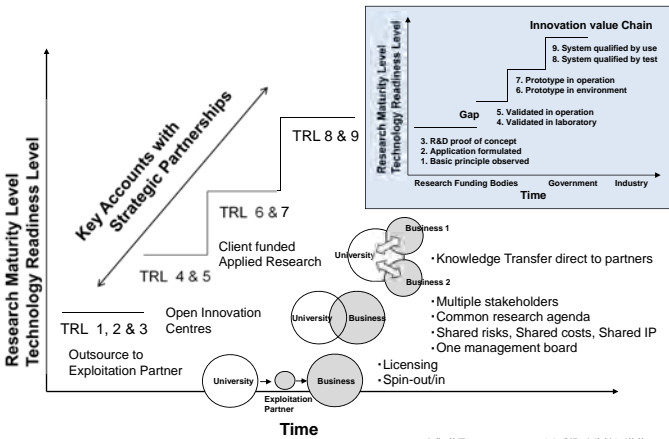 Research Maturity Level
Technology Readiness Level
Key Accounts with
Strategic Partnerships
TRL 8 & 9
TRL 6 & 7
TRL 4 & 5
TRL 1, 2 & 3
Client funded
Applied Research
Open Innovation
Centres
Outsource to
Exploitation Partner
Innovation value Chain
Research Maturity Level
Technology Readiness Level
9. System qualified by use
8. System qualified by test
7. Prototype in operation
6. Prototype in environment
Gap
5. Validated in operation
4. Validated in laboratory
3. R&D proof of concept
2. Application formulated
1. Basic principle observed
Research Funding Bodies Government Industry
Time
Business 1
University
Business 2
・Knowledge Transfer direct to partners
University Business
・Multiple stakeholders
・Common research agenda
・Shared risks, Shared costs, Shared IP
・One management board
University
Exploitation
Partner
Business
・Licensing
・Spin-out/in
Time